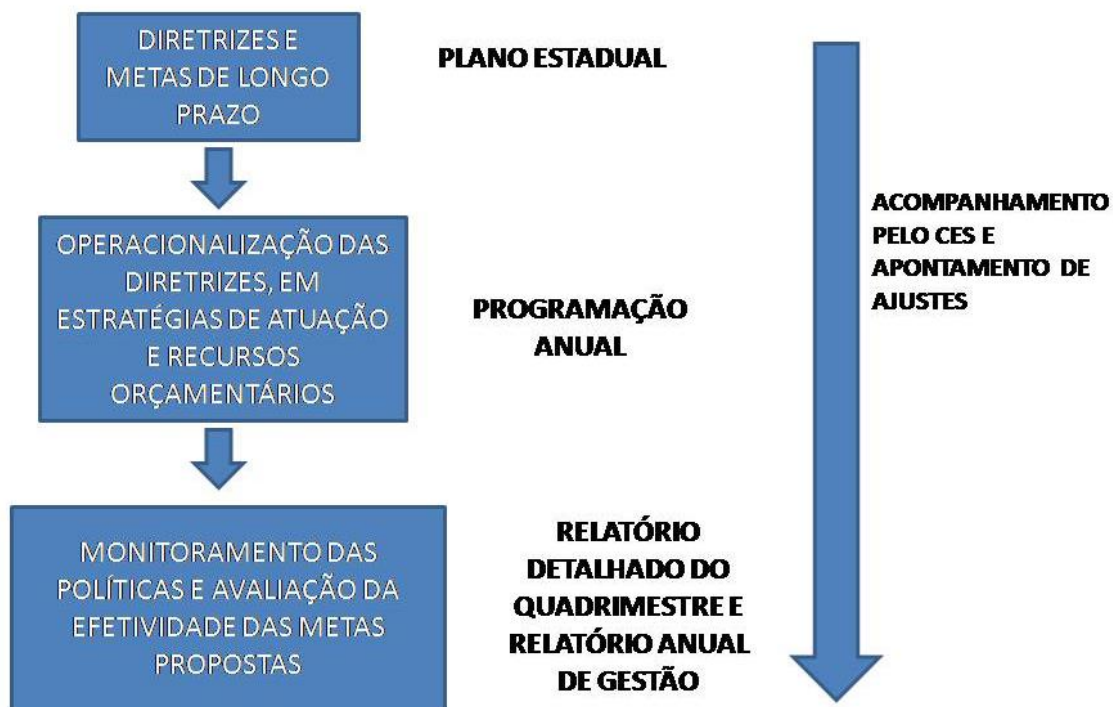 DIRETRIZES E
METAS DE LONGO
PRAZO
PLANO ESTADUAL
OPERACIONALIZAÇÃO DAS
DIRETRIZES, EM
ESTRATÉGIAS DE ATUAÇÃO
E RECURSOS
ORÇAMENTÁRIOS
PROGRAMAÇÃO
ANUAL
MONITORAMENTO DAS
POLÍTICAS E AVALIAÇÃO DA
EFETIVIDADE DAS METAS
PROPOSTAS
RELATÓRIO
DETALHADO DO
QUADRIMESTRE E
RELATÓRIO ANUAL
DE GESTÃO
ACOMPANHAMENTO
PELO CES E
APONTAMENTO DE
AJUSTES